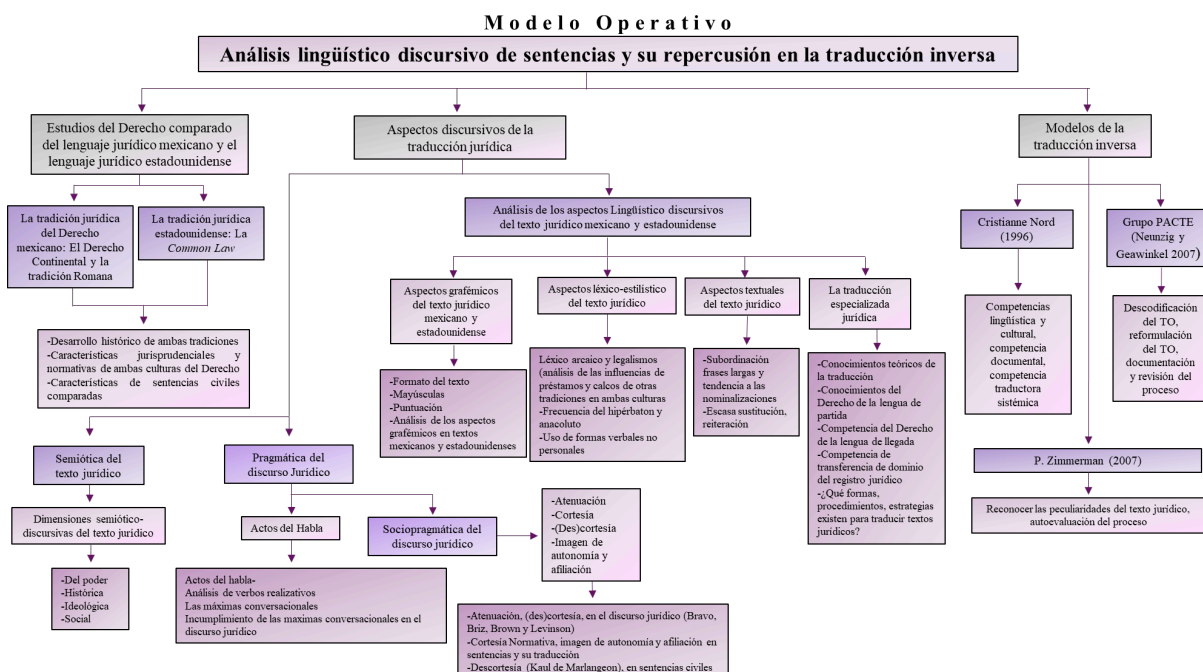 Modelo Operativo
Análisis lingüístico discursivo de sentencias y su repercusión en la traducción inversa
Estudios del Derecho comparado
del lenguaje jurídico mexicano y el
lenguaje jurídico estadounidense
Aspectos discursivos de la
traducción jurídica
Modelos de la
traducción inversa
La tradición jurídica
del Derecho
mexicano: El Derecho
Continental y la
tradición Romana
La tradición jurídica
estadounidense: La
Common Law
-Desarrollo histórico de ambas tradiciones
-Características jurisprudenciales y
normativas de ambas culturas del Derecho
-Características de sentencias civiles
comparadas
Análisis de los aspectos Lingüístico discursivos
del texto jurídico mexicano y estadounidense
Cristianne Nord
(1996)
Grupo PACTE
(Neunzig y
Geawinkel 2007)
Aspectos grafémicos
del texto jurídico
mexicano y
estadounidense
Aspectos léxico-estilístico
del texto jurídico
Aspectos textuales
del texto jurídico
La traducción
especializada
jurídica
Competencias
lingüística y
cultural,
competencia
documental,
competencia
traductora
sistémica
Descodificación
del TO,
reformulación
del TO,
documentación
y revisión del
proceso
-Formato del texto
-Mayúsculas
-Puntuación
-Análisis de los aspectos
grafémicos en textos
mexicanos y estadounidenses
Léxico arcaico y legalismos
(análisis de las influencias de
préstamos y calcos de otras
tradiciones en ambas culturas
-Frecuencia del hipérbaton y
anacoluto
-Uso de formas verbales no
personales
-Subordinación
frases largas y
tendencia a las
nominalizaciones
-Escasa sustitución,
reiteración
-Conocimientos teóricos de
la traducción
-Conocimientos del
Derecho de la lengua de
partida
-Competencia del Derecho
de la lengua de llegada
-Competencia de
transferencia de dominio
del registro jurídico
-¿Qué formas,
procedimientos, estrategias
existen para traducir textos
jurídicos?
P. Zimmerman (2007)
Reconocer las peculiaridades del texto jurídico,
autoevaluación del proceso
Semiótica del
texto jurídico
Pragmática del
discurso Jurídico
Dimensiones semiótico-
discursivas del texto jurídico
Actos del Habla
Sociopragmática del
discurso jurídico
-Atenuación
-Cortesía
-(Des)cortesía
-Imagen de
autonomía y
afiliación
-Del poder
-Histórica
-Ideológica
-Social
Actos del habla-
Análisis de verbos realizativos
Las máximas conversacionales
Incumplimiento de las maximas conversacionales en el
discurso jurídico
-Atenuación, (des)cortesía, en el discurso jurídico (Bravo,
Briz, Brown y Levinson)
-Cortesía Normativa, imagen de autonomía y afiliación en
sentencias y su traducción
-Descortesía (Kaul de Marlangeon), en sentencias civiles